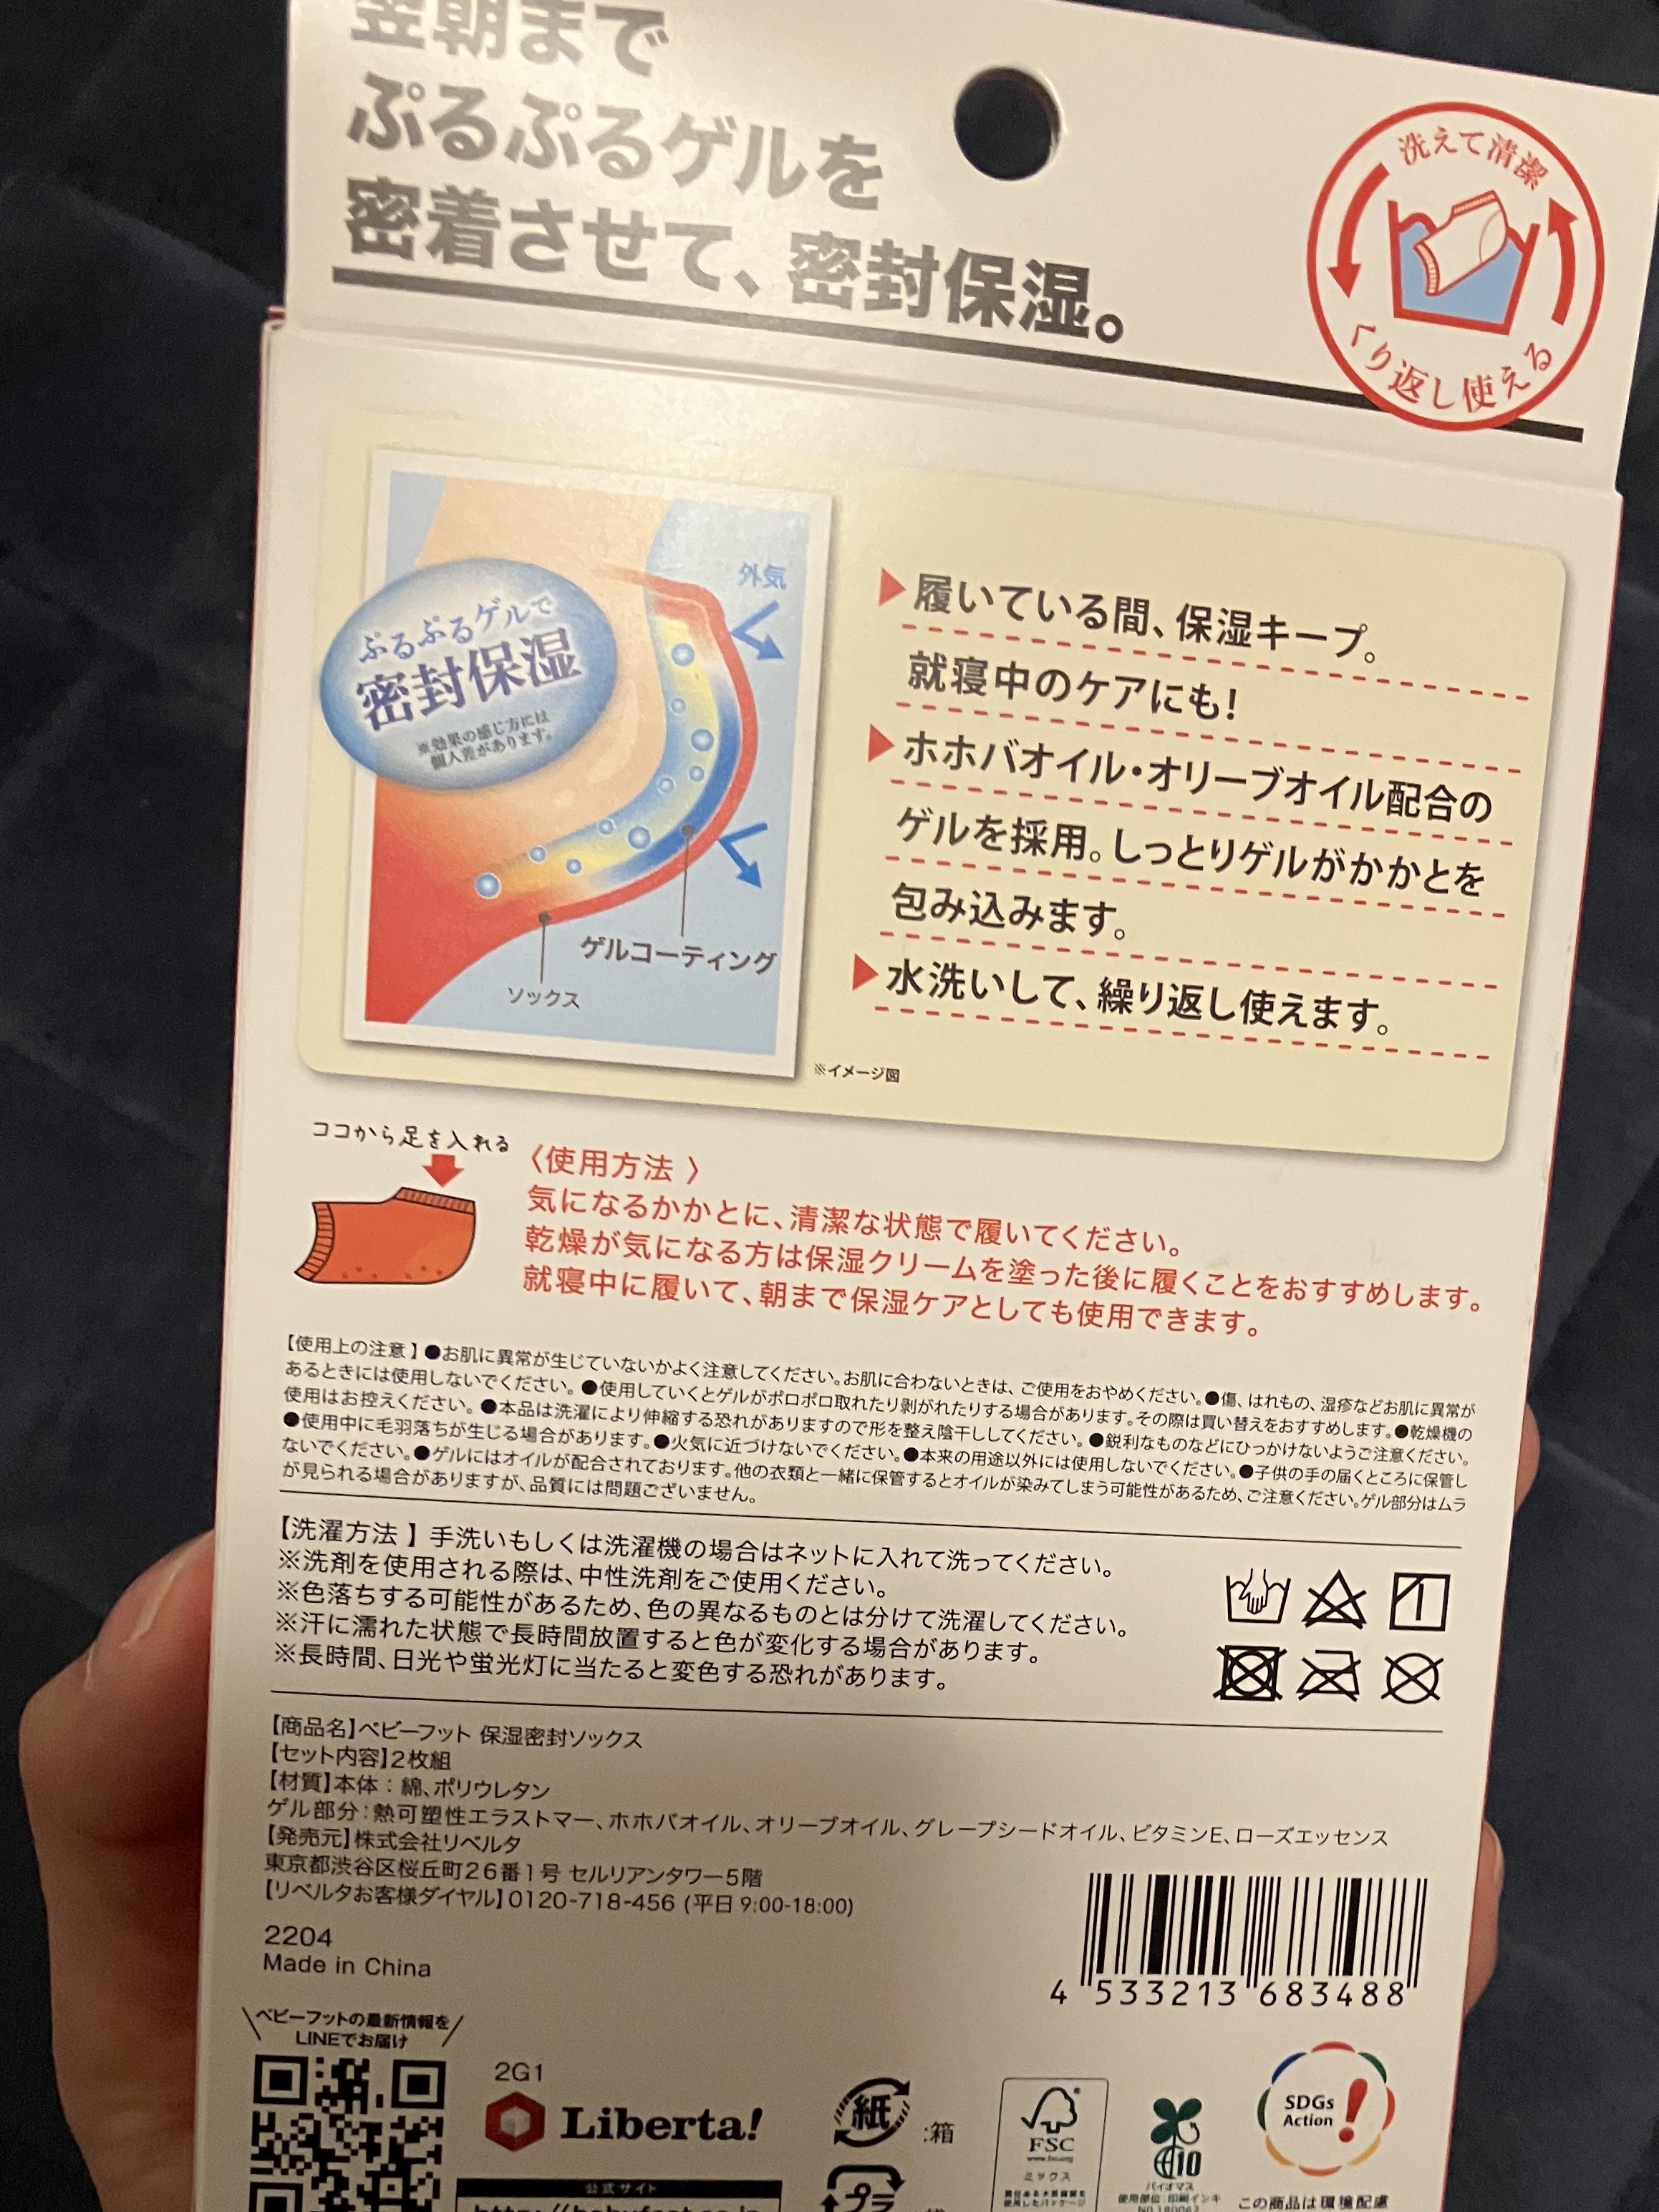 翌朝まで
ぷるぷるゲルを
密着させて、密封保湿。
洗えて清潔
くり返し使える
外気
ぷるぷるゲルで
密封保湿
※効果の感じ方には
個人差があります。
ゲルコーティング
ソックス
▶履いている間、保湿キープ。
就寝中のケアにも!
▶ホホバオイル・オリーブオイル配合の
ゲルを採用。しっとりゲルがかかとを
包み込みます。
▶水洗いして、繰り返し使えます。
※イメージ図
ココから足を入れる
〈使用方法〉
気になるかかとに、清潔な状態で履いてください。
乾燥が気になる方は保湿クリームを塗った後に履くことをおすすめします。
就寝中に履いて、朝まで保湿ケアとしても使用できます。
【使用上の注意】●お肌に異常が生じていないかよく注意してください。お肌に合わないときは、ご使用をおやめください。●傷、はれもの、湿疹などお肌に異常が
あるときには使用しないでください。●使用していくとゲルがポロポロ取れたり剥がれたりする場合があります。その際は買い替えをおすすめします。●乾燥機の
使用はお控えください。●本品は洗濯により伸縮する恐れがありますので形を整え陰干ししてください。●鋭利なものなどにひっかけないようご注意ください。
●使用中に毛羽落ちが生じる場合があります。●火気に近づけないでください。●本来の用途以外には使用しないでください。●子供の手の届くところに保管し
ないでください。●ゲルにはオイルが配合されております。他の衣類と一緒に保管するとオイルが染みてしまう可能性があるため、ご注意ください。ゲル部分はムラ
が見られる場合がありますが、品質には問題ございません。
【洗濯方法】手洗いもしくは洗濯機の場合はネットに入れて洗ってください。
※洗剤を使用される際は、中性洗剤をご使用ください。
※色落ちする可能性があるため、色の異なるものとは分けて洗濯してください。
※汗に濡れた状態で長時間放置すると色が変化する場合があります。
※長時間、日光や蛍光灯に当たると変色する恐れがあります。
【商品名】ベビーフット 保湿密封ソックス
【セット内容】2枚組
【材質】本体：綿、ポリウレタン
ゲル部分：熱可塑性エラストマー、ホホバオイル、オリーブオイル、グレープシードオイル、ビタミンE、ローズエッセンス
【発売元】株式会社リベルタ
東京都渋谷区桜丘町26番1号 セルリアンタワー5階
【リベルタお客様ダイヤル】0120-718-456 (平日 9:00-18:00)
2204
Made in China
4 533213 683488
ベビーフットの最新情報を
LINEでお届け
2G1
Liberta!
公式サイト
紙
:箱
プラ
FSC
www.fsc.org
ミックス
10
バイオマス
使用部位:印刷インキ
SDGs
Action
この商品は環境配慮